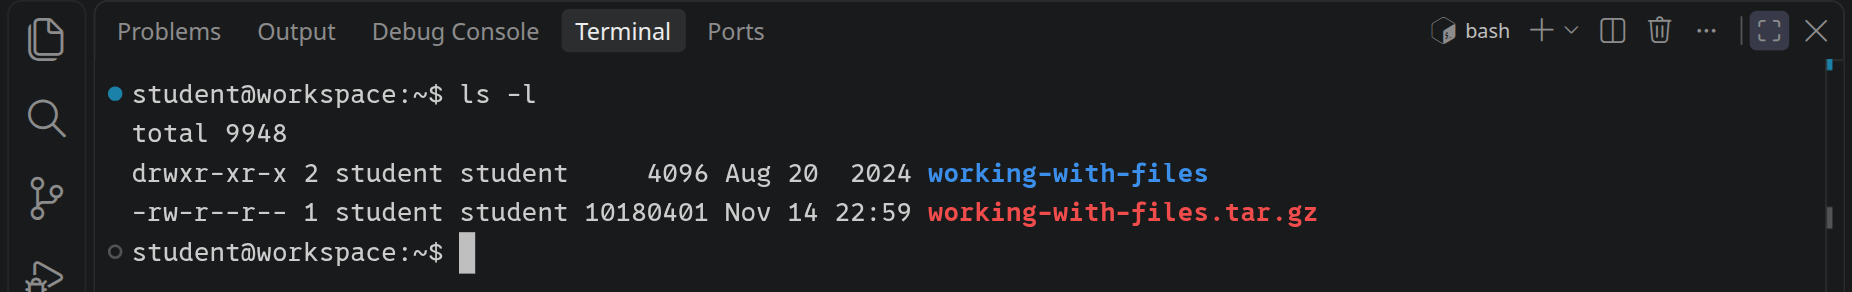 Problems Output Debug Console Terminal Ports bash
student@workspace:~$ ls -l
total 9948
drwxr-xr-x 2 student student     4096 Aug 20  2024 working-with-files
-rw-r--r-- 1 student student 10180401 Nov 14 22:59 working-with-files.tar.gz
student@workspace:~$